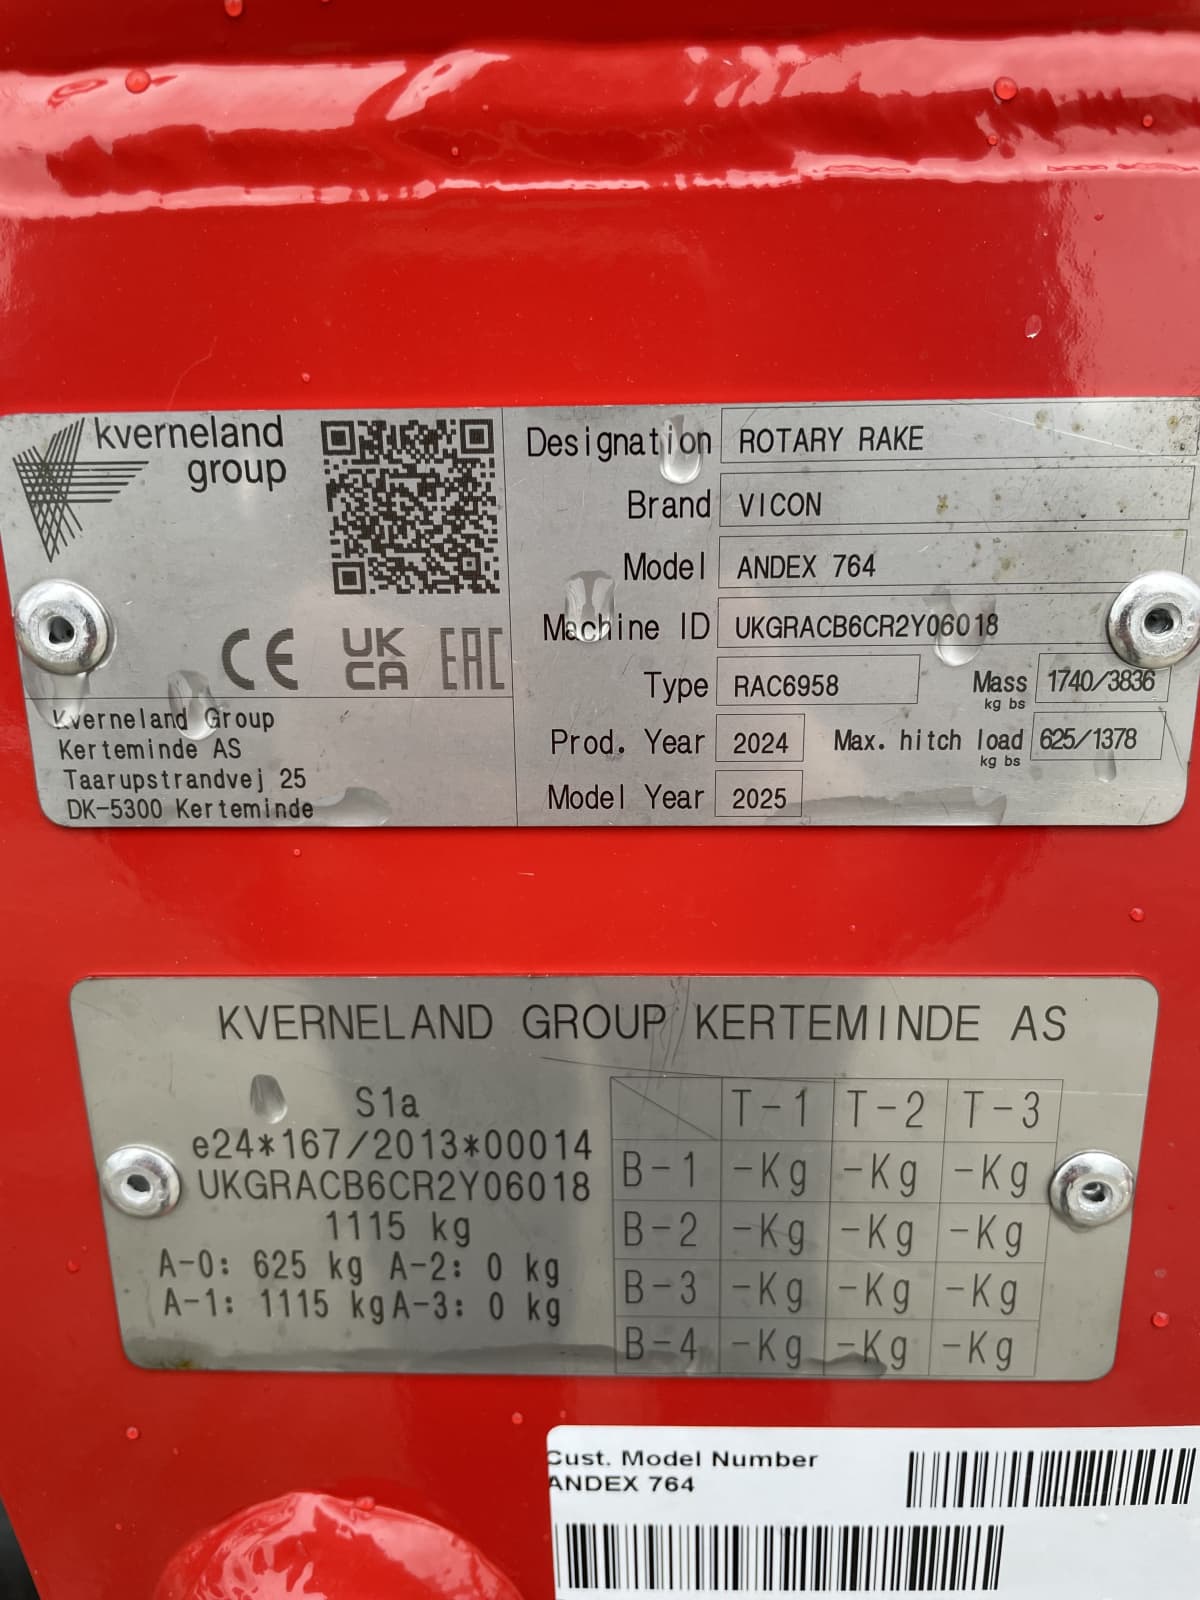 kverneland
group
CE UK
CA EAC
Kverneland Group
Kerteminde AS
Taarupstrandvej 25
DK-5300 Kerteminde
Designation ROTARY RAKE
Brand VICON
Model ANDEX 764
Machine ID UKGRACB6CR2Y06018
Type RAC6958 Mass kg bs 1740/3836
Prod. Year 2024 Max. hitch load kg bs 625/1378
Model Year 2025
KVERNELAND GROUP KERTEMINDE AS
S1a
e24*167/2013*00014
UKGRACB6CR2Y06018
1115 kg
A-0: 625 kg A-2: 0 kg
A-1: 1115 kg A-3: 0 kg
T-1 T-2 T-3
B-1 -Kg -Kg -Kg
B-2 -Kg -Kg -Kg
B-3 -Kg -Kg -Kg
B-4 -Kg -Kg -Kg
Cust. Model Number
ANDEX 764